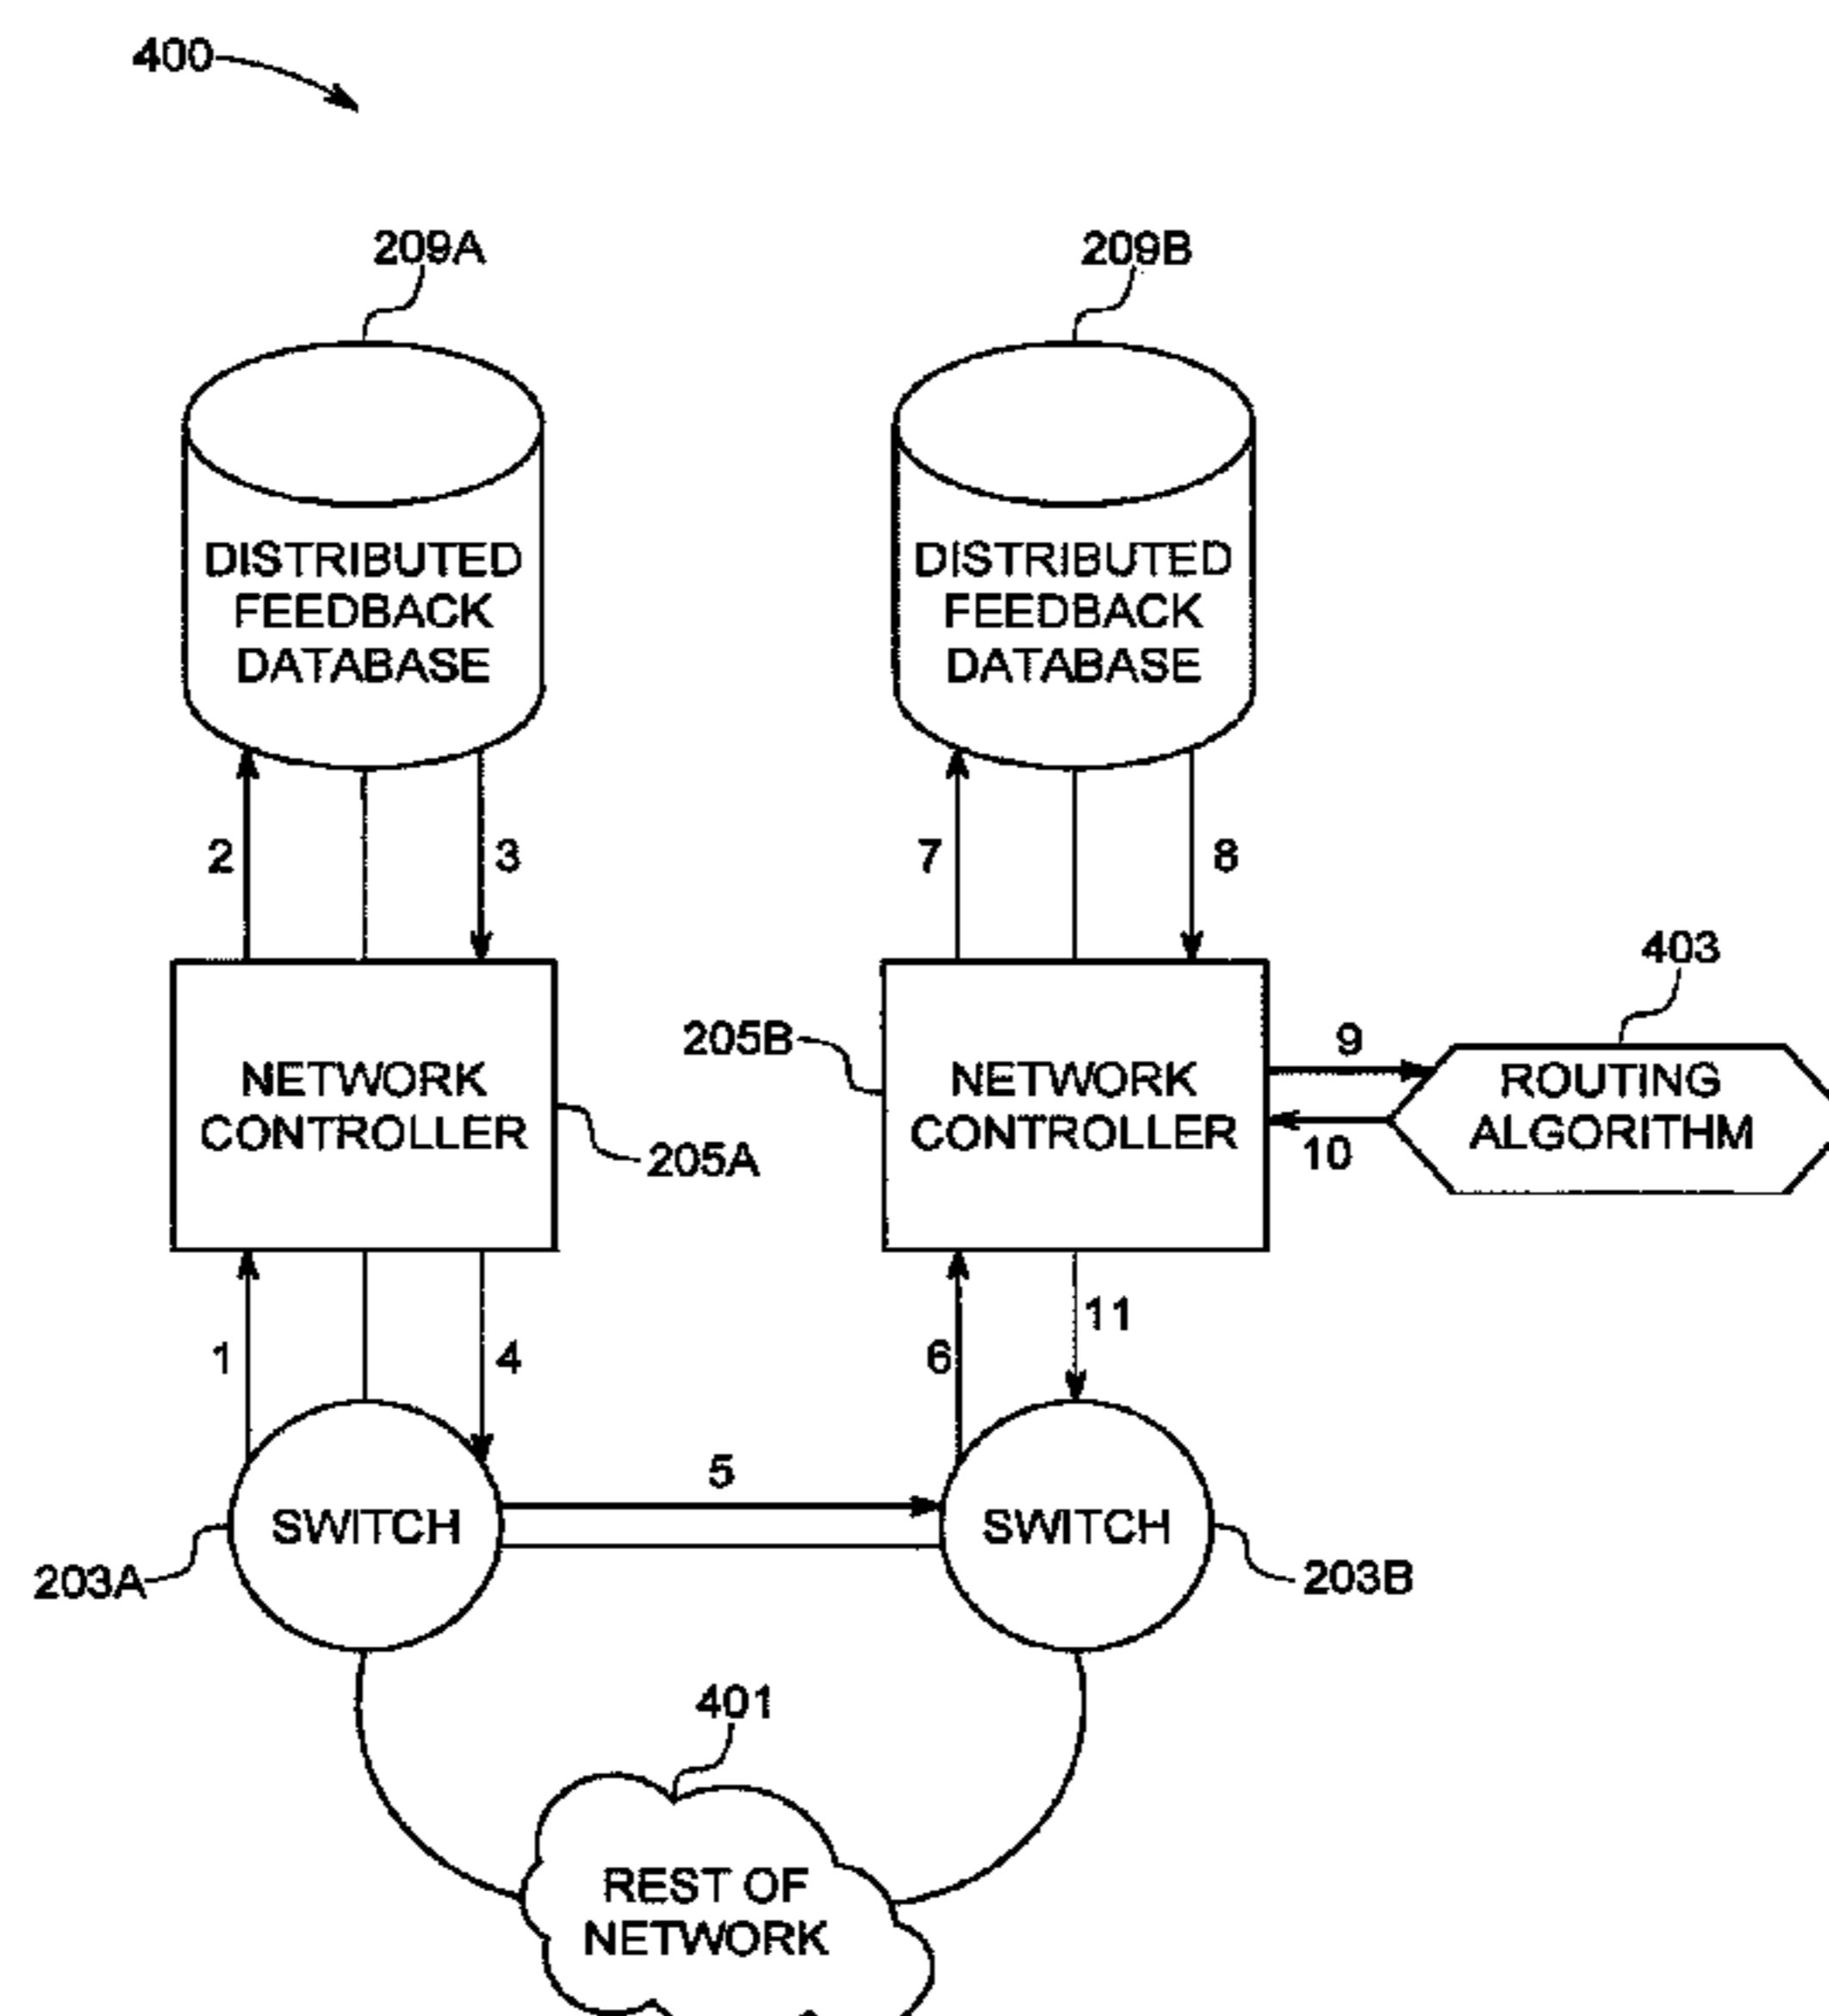 400
209A
209B
DISTRIBUTED
FEEDBACK
DATABASE
DISTRIBUTED
FEEDBACK
DATABASE
2
3
7
8
403
205B
9
NETWORK
CONTROLLER
NETWORK
CONTROLLER
ROUTING
ALGORITHM
10
205A
11
1
4
6
5
SWITCH
SWITCH
203A
203B
401
REST OF
NETWORK